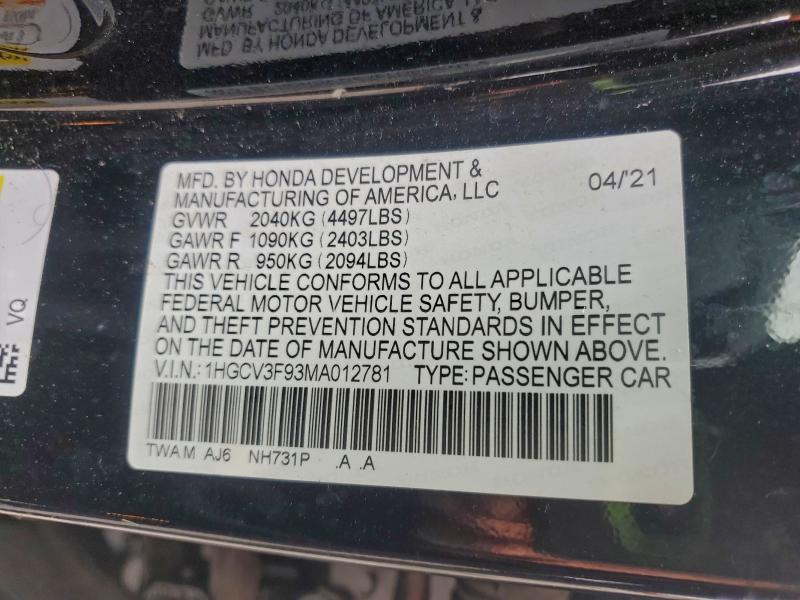 MFD. BY HONDA DEVELOPMENT &
MANUFACTURING OF AMERICA, LLC 04/'21
GVWR 2040KG (4497LBS)
GAWR F 1090KG (2403LBS)
GAWR R 950KG (2094LBS)
THIS VEHICLE CONFORMS TO ALL APPLICABLE
FEDERAL MOTOR VEHICLE SAFETY, BUMPER,
AND THEFT PREVENTION STANDARDS IN EFFECT
ON THE DATE OF MANUFACTURE SHOWN ABOVE.
V.I.N.: 1HGCV3F93MA012781 TYPE: PASSENGER CAR
TWAM AJ6 NH731P .A .A
VQ